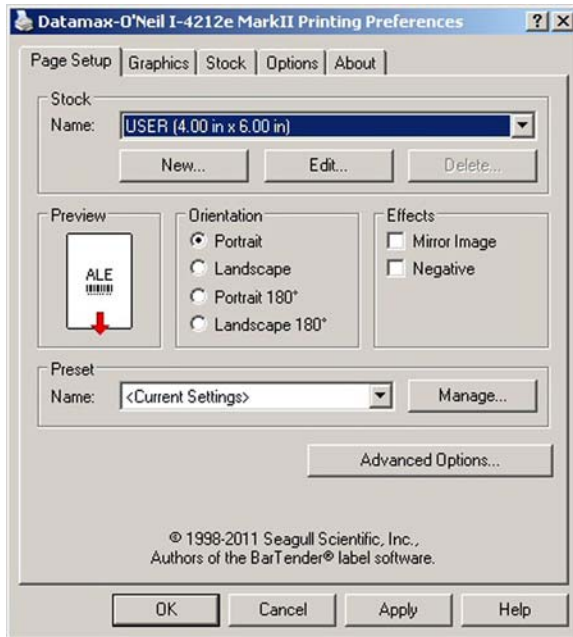 Datamax-O'Neil I-4212e MarkII Printing Preferences
Page Setup Graphics Stock Options About
Stock
Name: USER (4.00 in x 6.00 in)
New... Edit... Delete...
Preview Orientation Effects
Portrait Mirror Image
ALE Landscape Negative
Portrait 180°
Landscape 180°
Preset
Name: <Current Settings> Manage...
Advanced Options...
© 1998-2011 Seagull Scientific, Inc.,
Authors of the BarTender® label software.
OK Cancel Apply Help